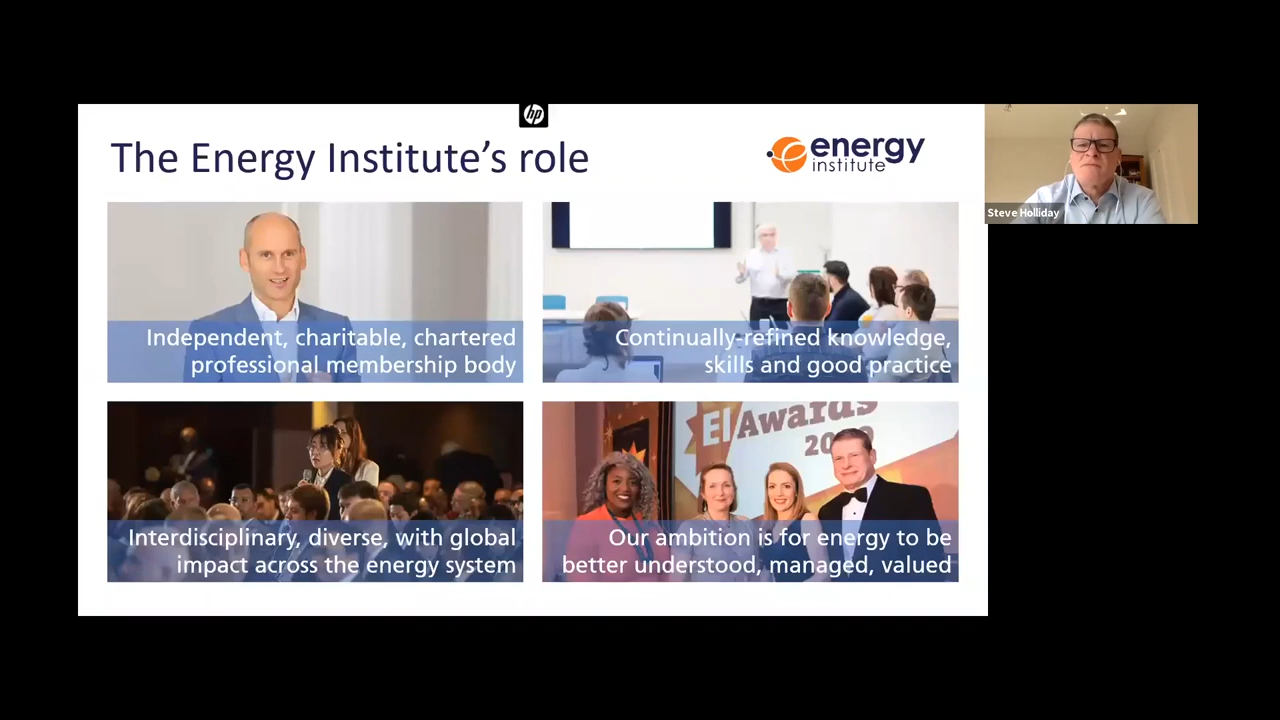 hp
The Energy Institute's role
energy
institute
Steve Holliday
Independent, charitable, chartered
professional membership body
Continually-refined knowledge,
skills and good practice
EI Awards
Interdisciplinary, diverse, with global
impact across the energy system
Our ambition is for energy to be
better understood, managed, valued